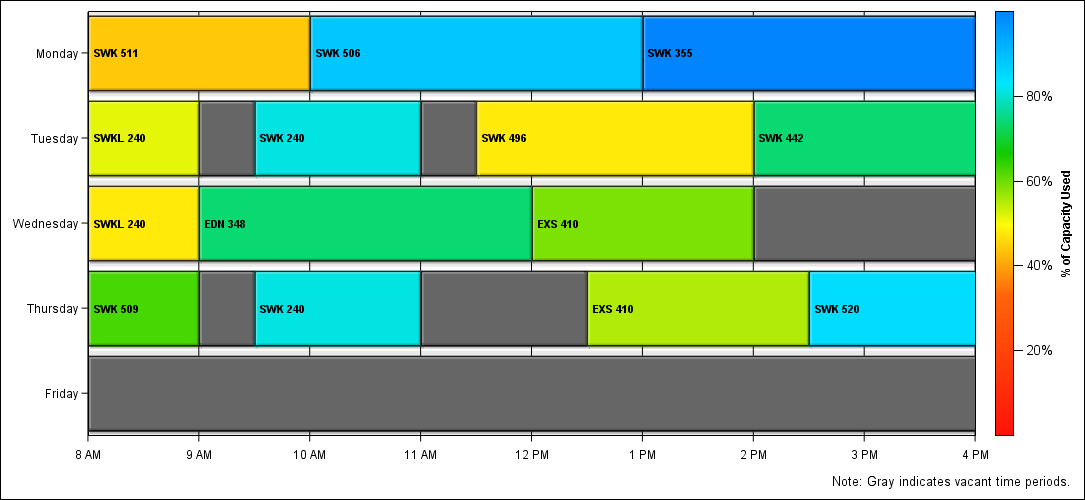 Monday
SWK 511
SWK 506
SWK 355
Tuesday
SWKL 240
SWK 240
SWK 496
SWK 442
Wednesday
SWKL 240
EDN 348
EXS 410
Thursday
SWK 509
SWK 240
EXS 410
SWK 520
Friday
8 AM
9 AM
10 AM
11 AM
12 PM
1 PM
2 PM
3 PM
4 PM
80%
60%
40%
20%
% of Capacity Used
Note: Gray indicates vacant time periods.